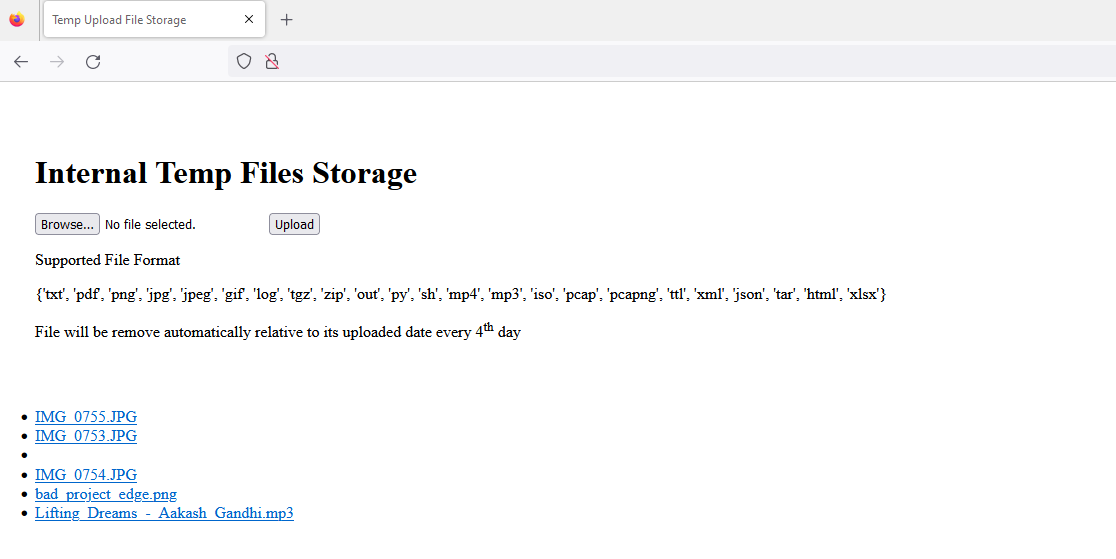 Temp Upload File Storage
Internal Temp Files Storage
Browse... No file selected. Upload
Supported File Format
{'txt', 'pdf', 'png', 'jpg', 'jpeg', 'gif', 'log', 'tgz', 'zip', 'out', 'py', 'sh', 'mp4', 'mp3', 'iso', 'pcap', 'pcapng', 'ttl', 'xml', 'json', 'tar', 'html', 'xlsx'}
File will be remove automatically relative to its uploaded date every 4th day
IMG_0755.JPG
IMG_0753.JPG
IMG_0754.JPG
bad_project_edge.png
Lifting_Dreams_-_Aakash_Gandhi.mp3